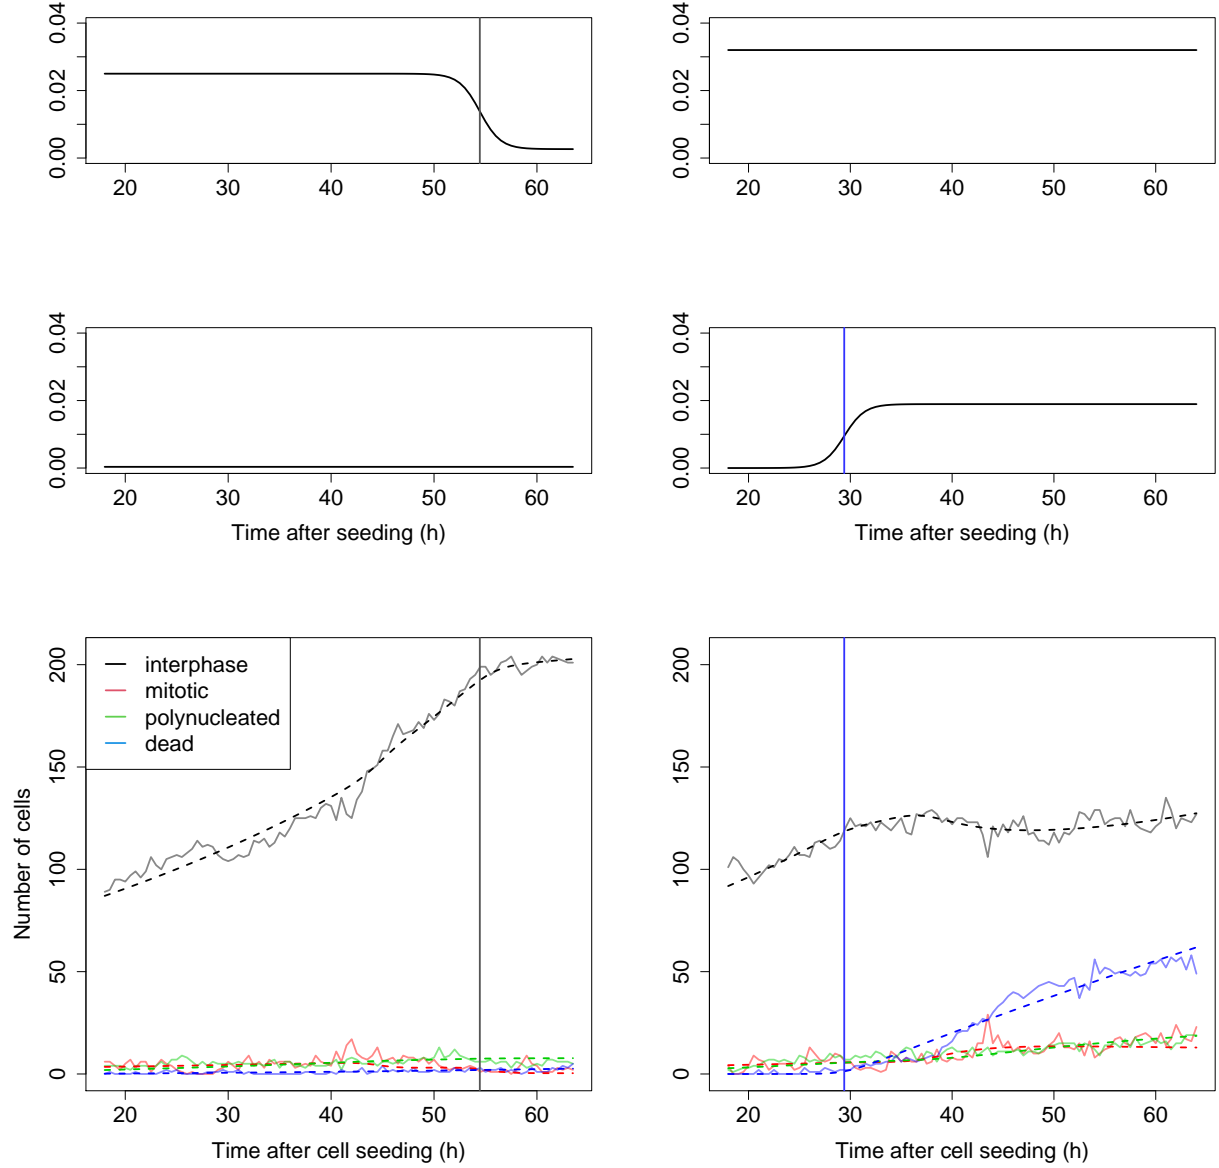 0.00 0.02 0.04
20 30 40 50 60
0.00 0.02 0.04
20 30 40 50 60
0.00 0.02 0.04
20 30 40 50 60
Time after seeding (h)
0.00 0.02 0.04
20 30 40 50 60
Time after seeding (h)
Number of cells
0 50 100 150 200
interphase
mitotic
polynucleated
dead
20 30 40 50 60
Time after cell seeding (h)
0 50 100 150 200
20 30 40 50 60
Time after cell seeding (h)